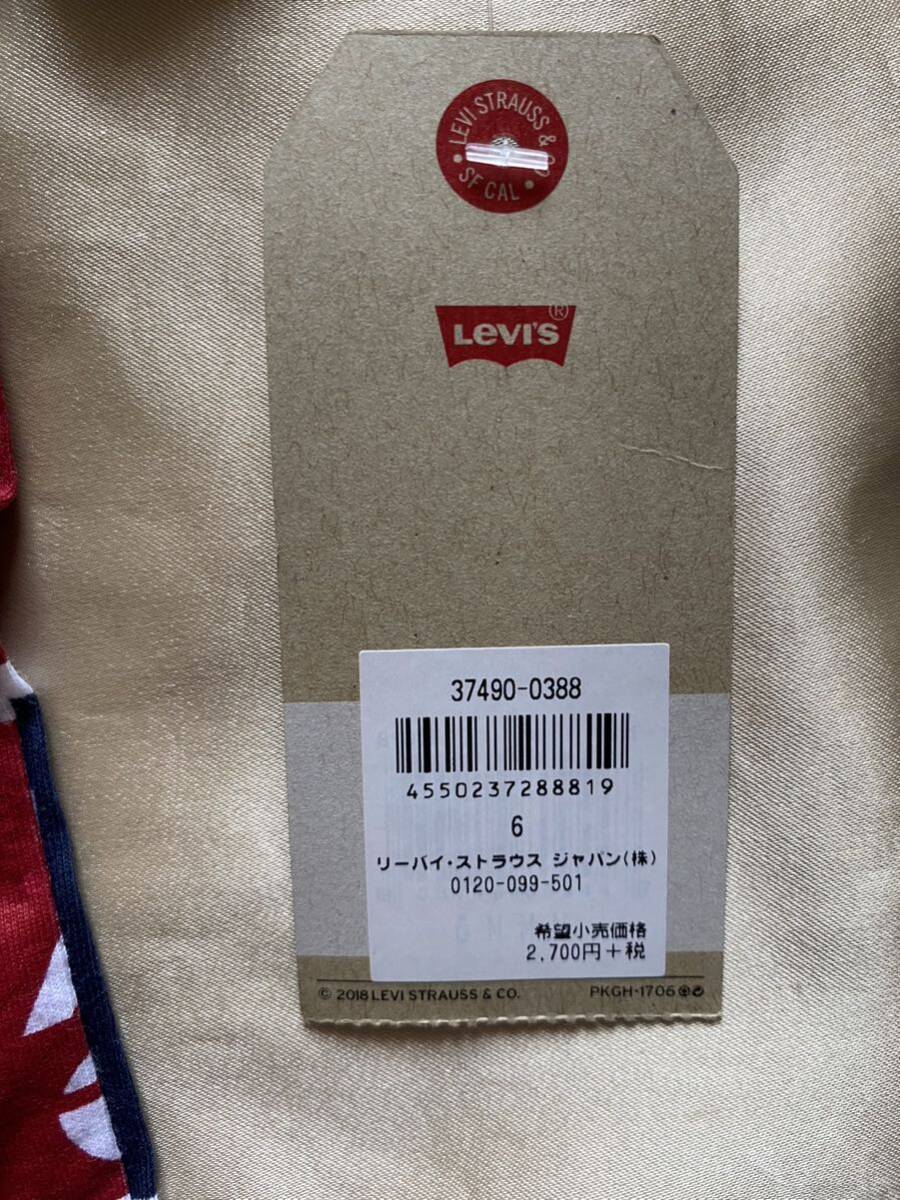 LEVI STRAUSS &
SF CAL
LEVI'S®
37490-0388
4550237288819
6
リーバイ・ストラウス ジャパン(株)
0120-099-501
希望小売価格
2,700円+税
© 2018 LEVI STRAUSS & CO.
PKGH-1706